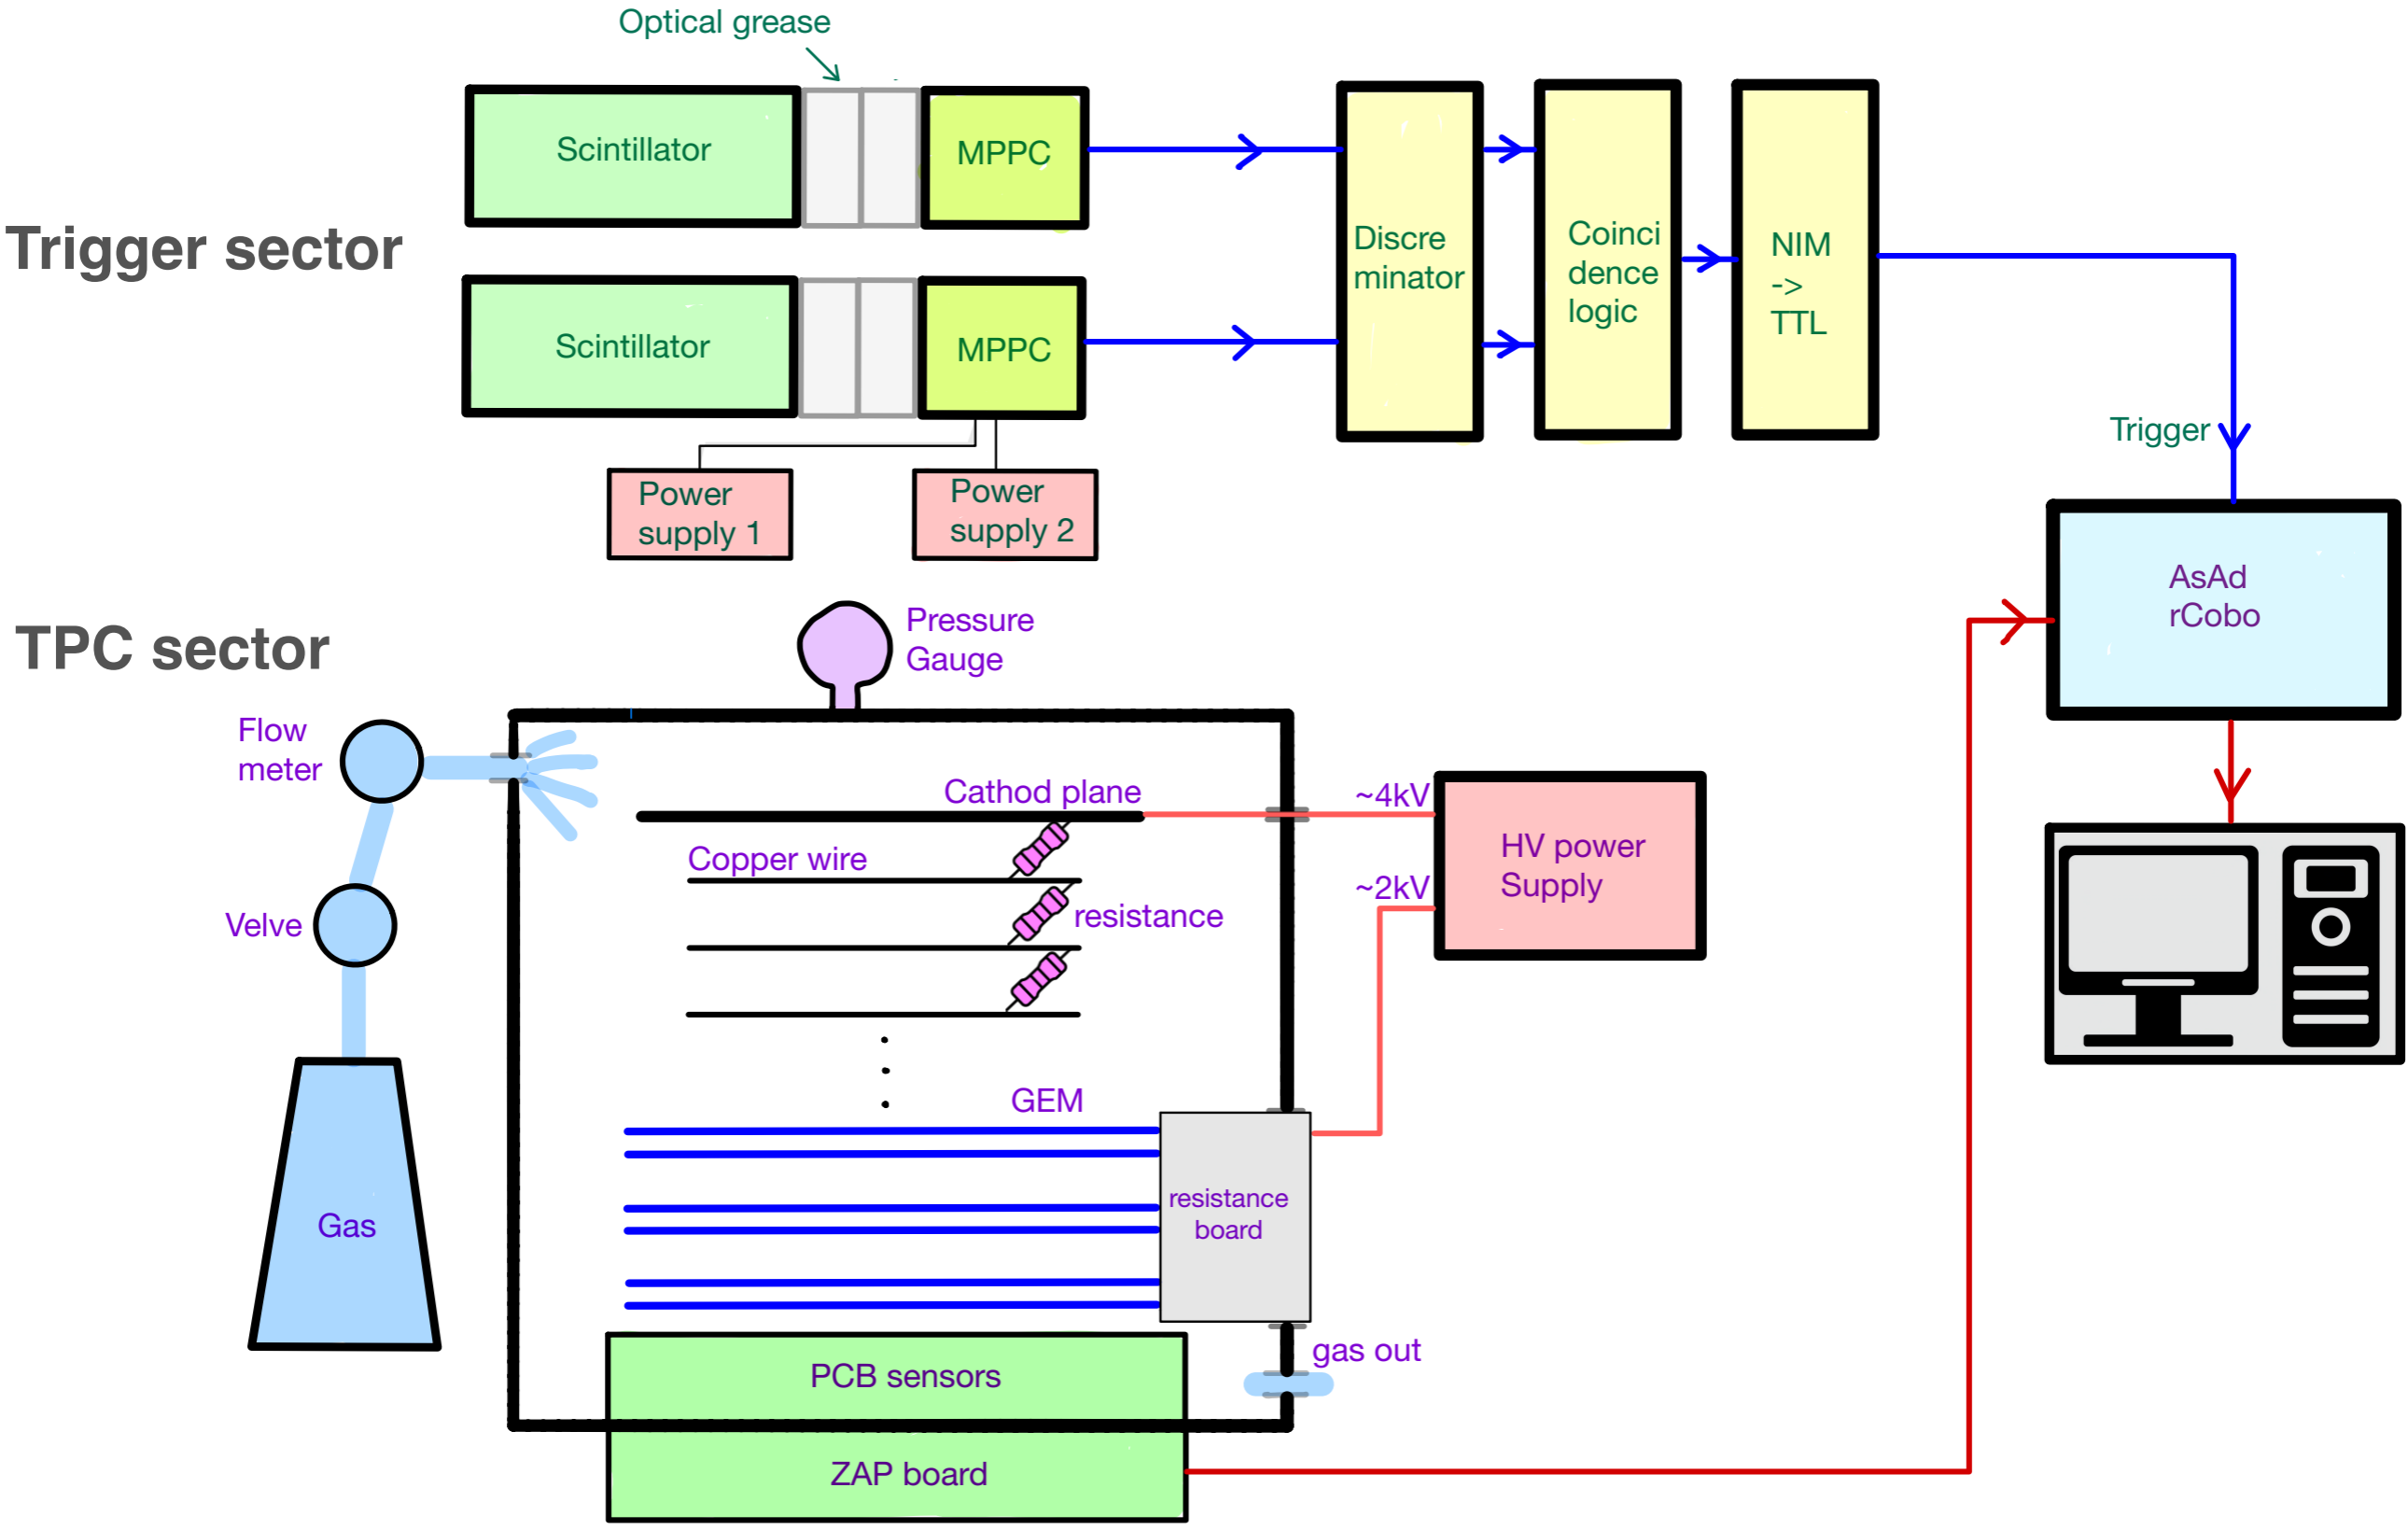 Optical grease
Scintillator
MPPC
Trigger sector
Discre
minator
Coinci
dence
logic
NIM
->
TTL
Scintillator
MPPC
Trigger
Power
supply 1
Power
supply 2
AsAd
rCobo
TPC sector
Pressure
Gauge
Flow
meter
Cathod plane
~4kV
HV power
Supply
Copper wire
~2kV
resistance
Velve
GEM
resistance
board
Gas
gas out
PCB sensors
ZAP board